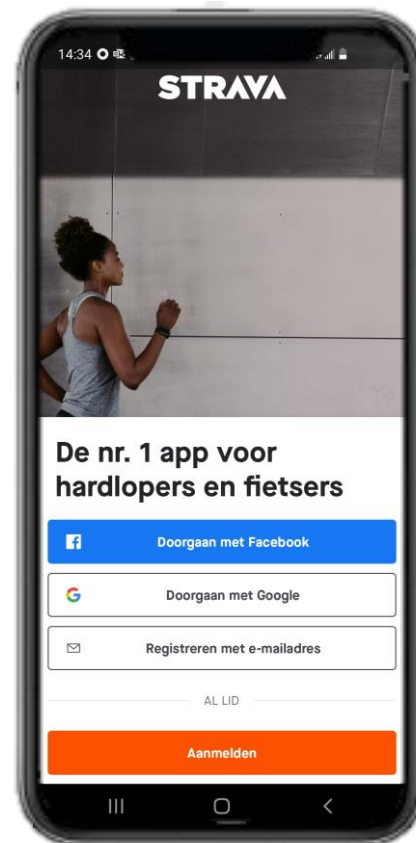 14:34
STRAVA
De nr. 1 app voor
hardlopers en fietsers
Doorgaan met Facebook
Doorgaan met Google
Registreren met e-mailadres
AL LID
Aanmelden